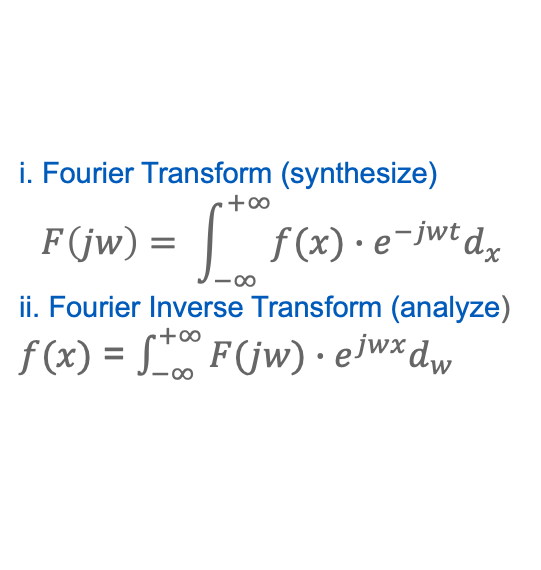 i. Fourier Transform (synthesize)
F(jw) = ∫_{-∞}^{+∞} f(x) · e^{-jwt} d_x
ii. Fourier Inverse Transform (analyze)
f(x) = ∫_{-∞}^{+∞} F(jw) · e^{jwx} d_w